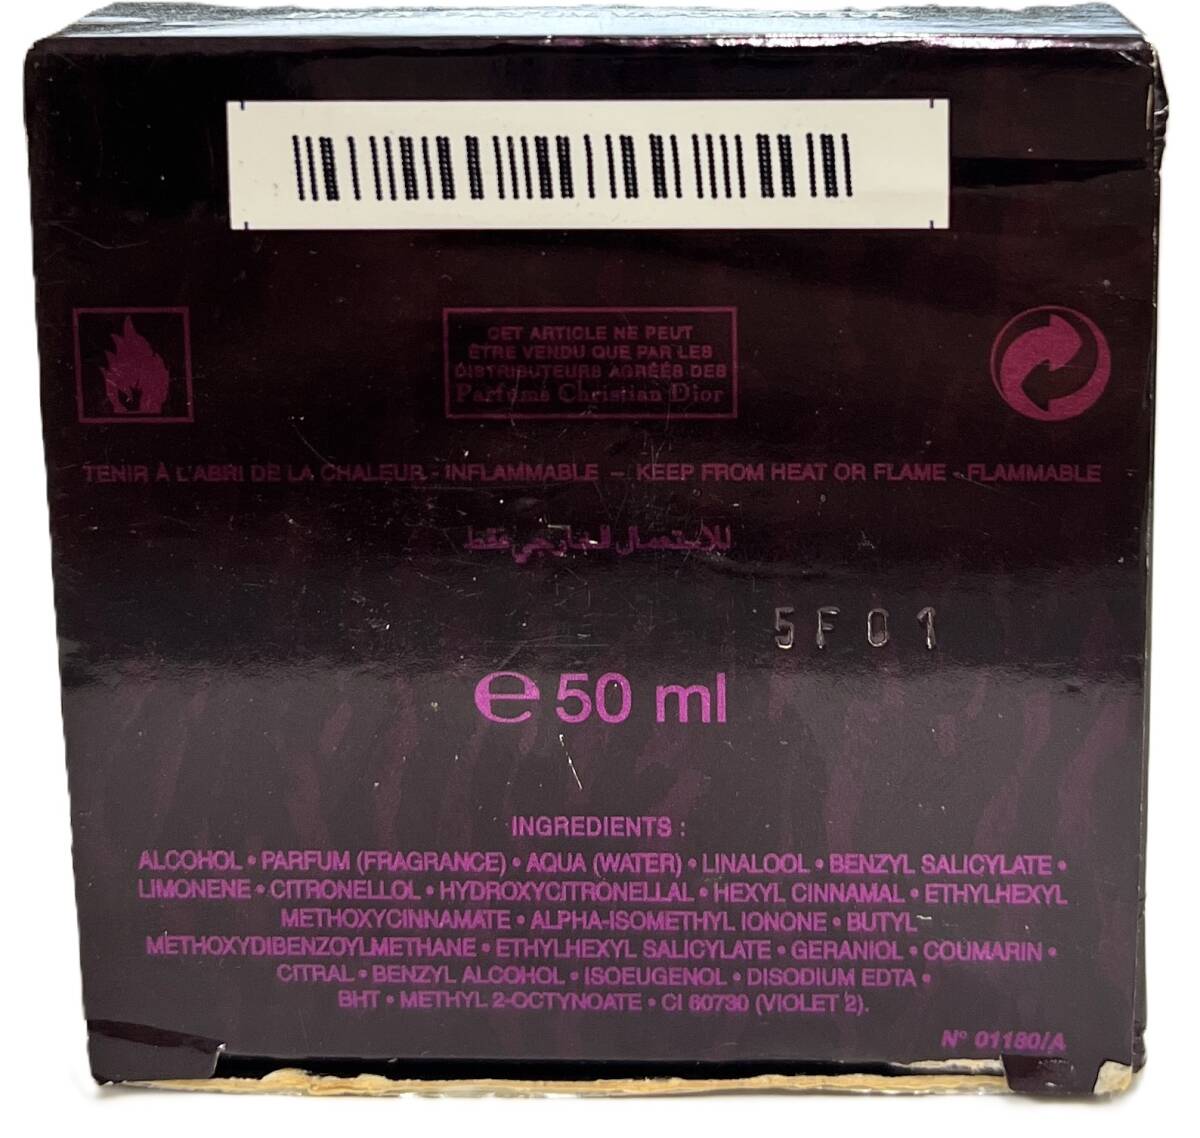 CET ARTICLE NE PEUT
ÊTRE VENDU QUE PAR LES
DISTRIBUTEURS AGRÉÉS DES
Parfums Christian Dior
TENIR À L'ABRI DE LA CHALEUR - INFLAMMABLE – KEEP FROM HEAT OR FLAME - FLAMMABLE
للاستعمال الخارجي فقط
5F01
e 50 ml
INGREDIENTS :
ALCOHOL • PARFUM (FRAGRANCE) • AQUA (WATER) • LINALOOL • BENZYL SALICYLATE •
LIMONENE • CITRONELLOL • HYDROXYCITRONELLAL • HEXYL CINNAMAL • ETHYLHEXYL
METHOXYCINNAMATE • ALPHA-ISOMETHYL IONONE • BUTYL
METHOXYDIBENZOYLMETHANE • ETHYLHEXYL SALICYLATE • GERANIOL • COUMARIN •
CITRAL • BENZYL ALCOHOL • ISOEUGENOL • DISODIUM EDTA •
BHT • METHYL 2-OCTYNOATE • CI 60730 (VIOLET 2).
N° 01180/A